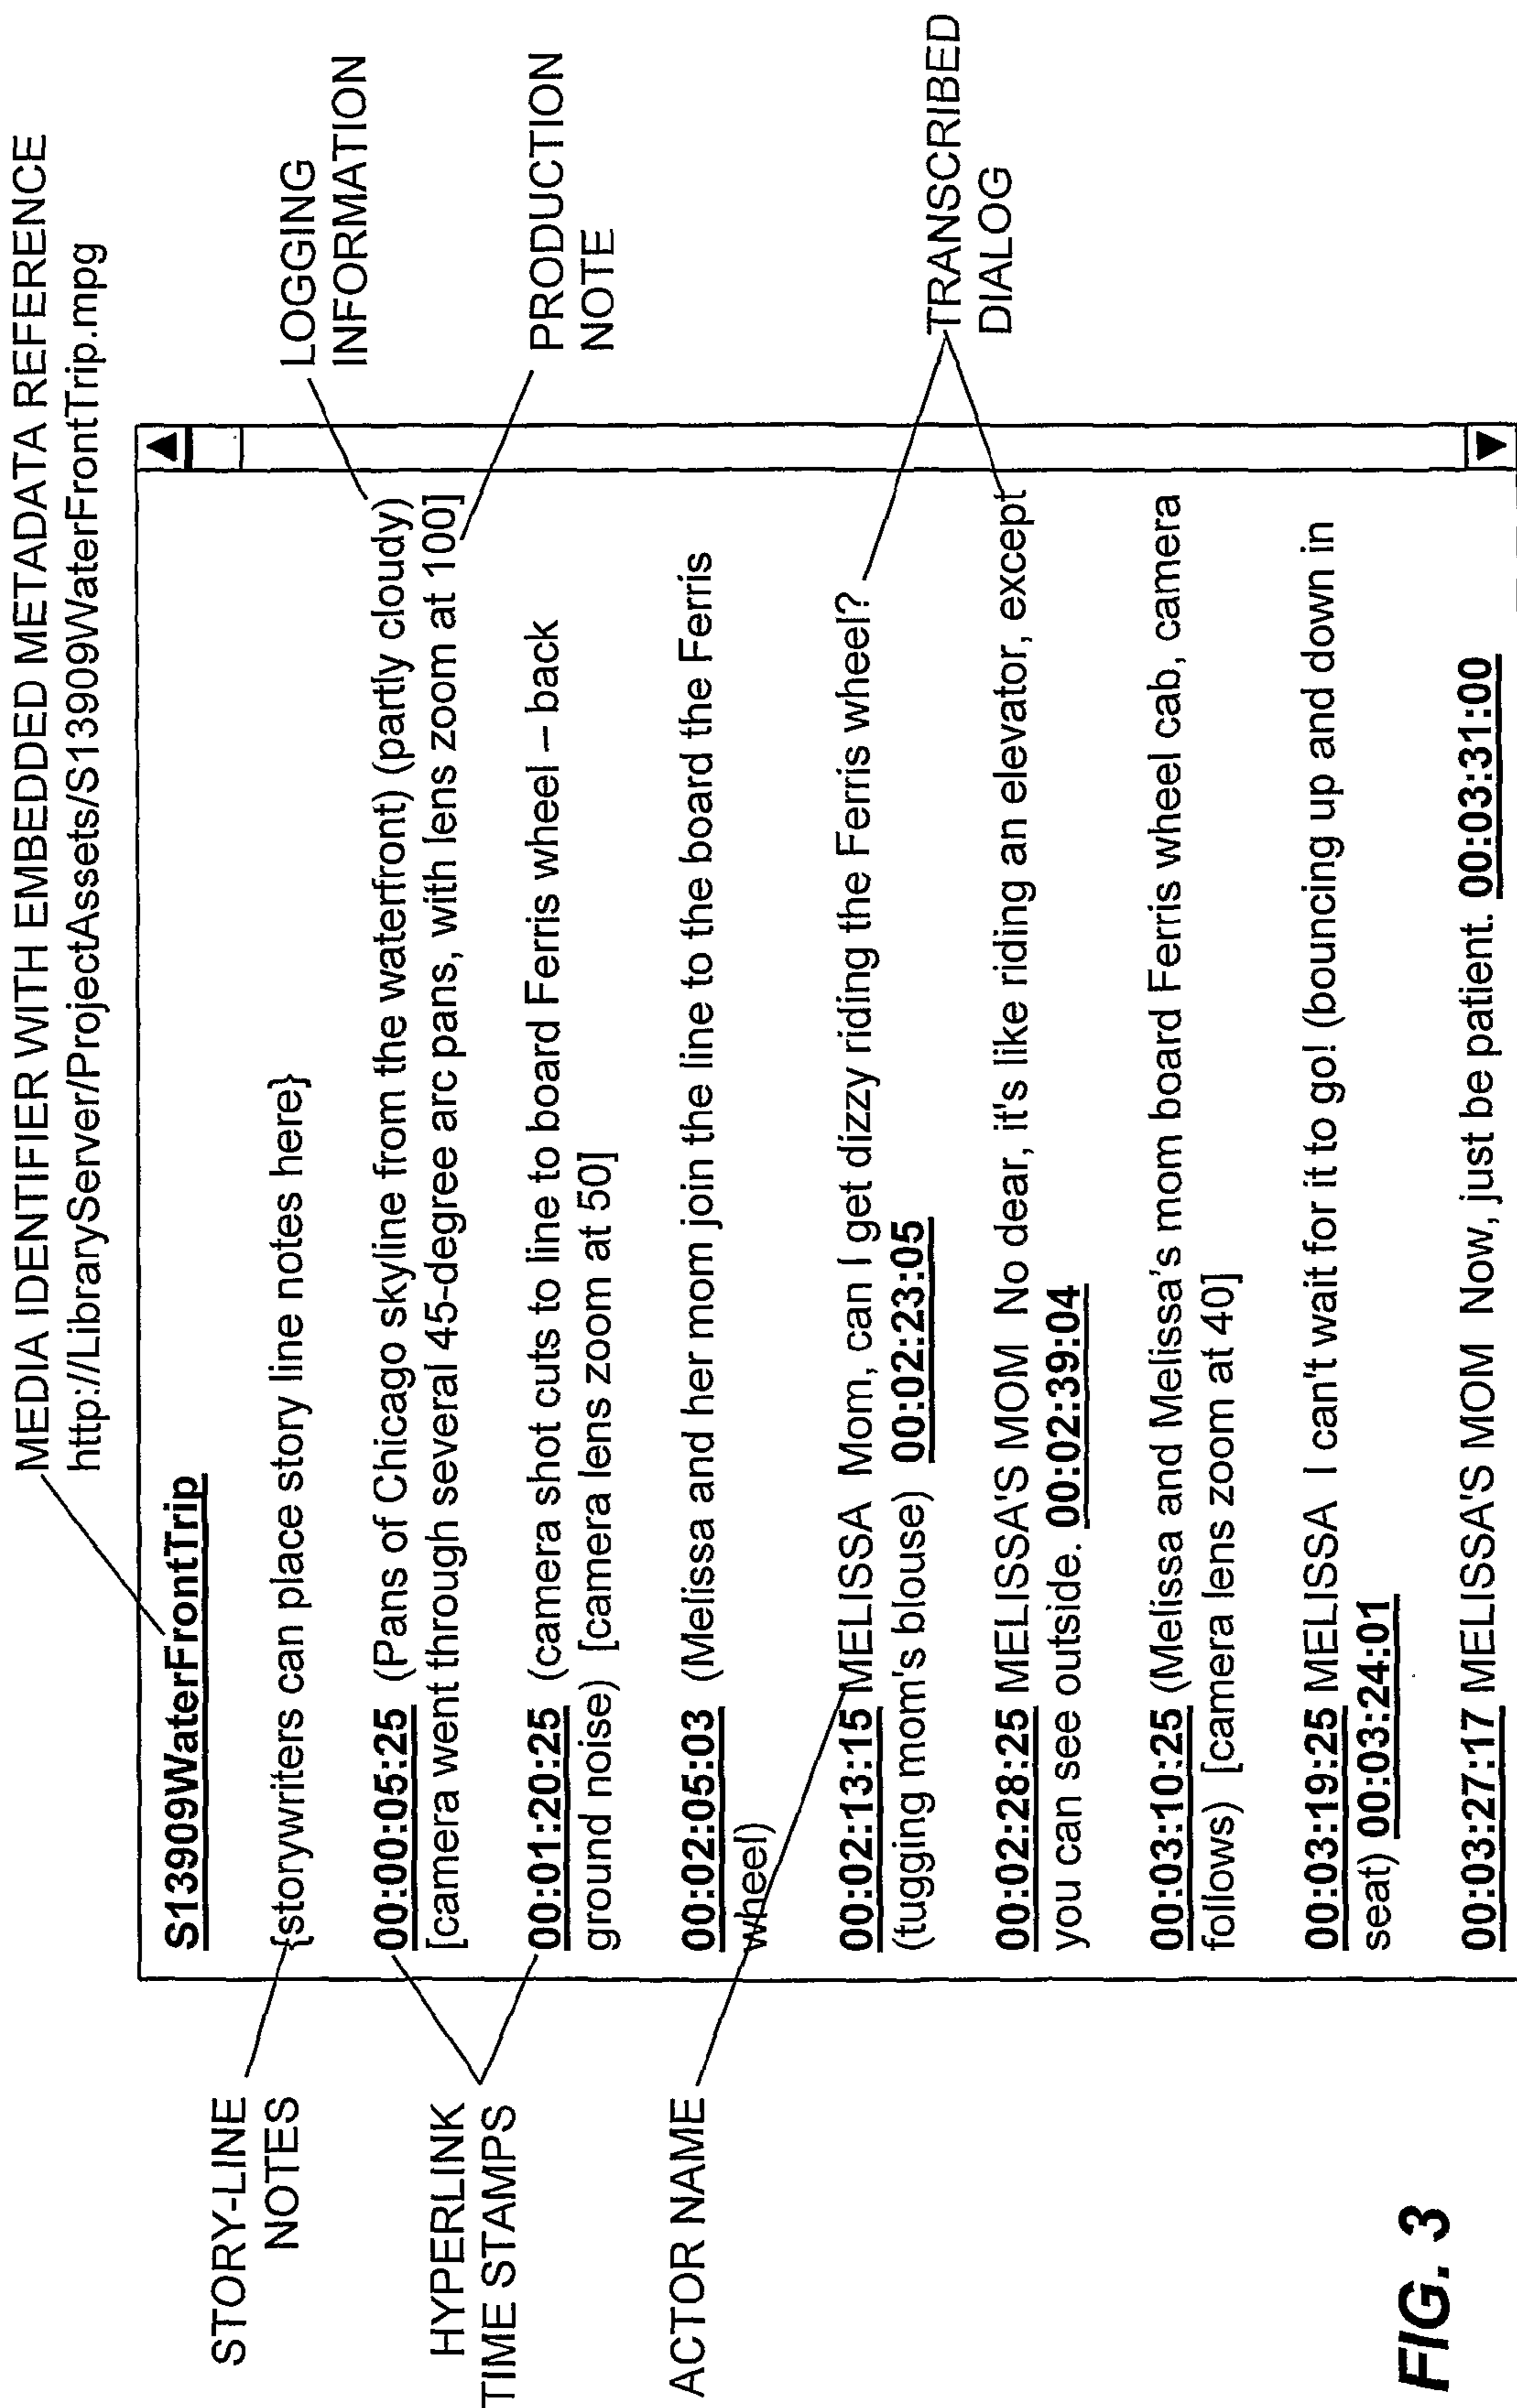 MEDIA IDENTIFIER WITH EMBEDDED METADATA REFERENCE
http://LibraryServer/ProjectAssets/S13909WaterFrontTrip.mpg
STORY-LINE
NOTES
HYPERLINK
TIME STAMPS
ACTOR NAME
S13909WaterFrontTrip
{storywriters can place story line notes here}
00:00:05:25 (Pans of Chicago skyline from the waterfront) (partly cloudy)
[camera went through several 45-degree arc pans, with lens zoom at 100]
00:01:20:25 (camera shot cuts to line to board Ferris wheel – back
ground noise) [camera lens zoom at 50]
00:02:05:03 (Melissa and her mom join the line to the board the Ferris
wheel)
00:02:13:15 MELISSA Mom, can I get dizzy riding the Ferris wheel?
(tugging mom's blouse) 00:02:23:05
00:02:28:25 MELISSA'S MOM No dear, it's like riding an elevator, except
you can see outside. 00:02:39:04
00:03:10:25 (Melissa and Melissa's mom board Ferris wheel cab, camera
follows) [camera lens zoom at 40]
00:03:19:25 MELISSA I can't wait for it to go! (bouncing up and down in
seat) 00:03:24:01
00:03:27:17 MELISSA'S MOM Now, just be patient. 00:03:31:00
LOGGING
INFORMATION
PRODUCTION
NOTE
TRANSCRIBED
DIALOG
FIG. 3